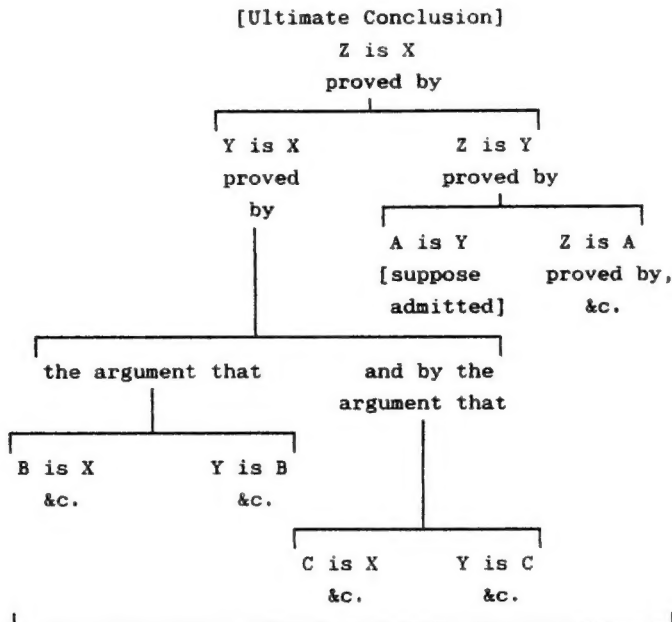 [Ultimate Conclusion]
Z is X
proved by
Y is X Z is Y
proved proved by
by
A is Y Z is A
[suppose proved by,
admitted] &c.
the argument that and by the
argument that
B is X Y is B
&c. &c.
C is X Y is C
&c. &c.